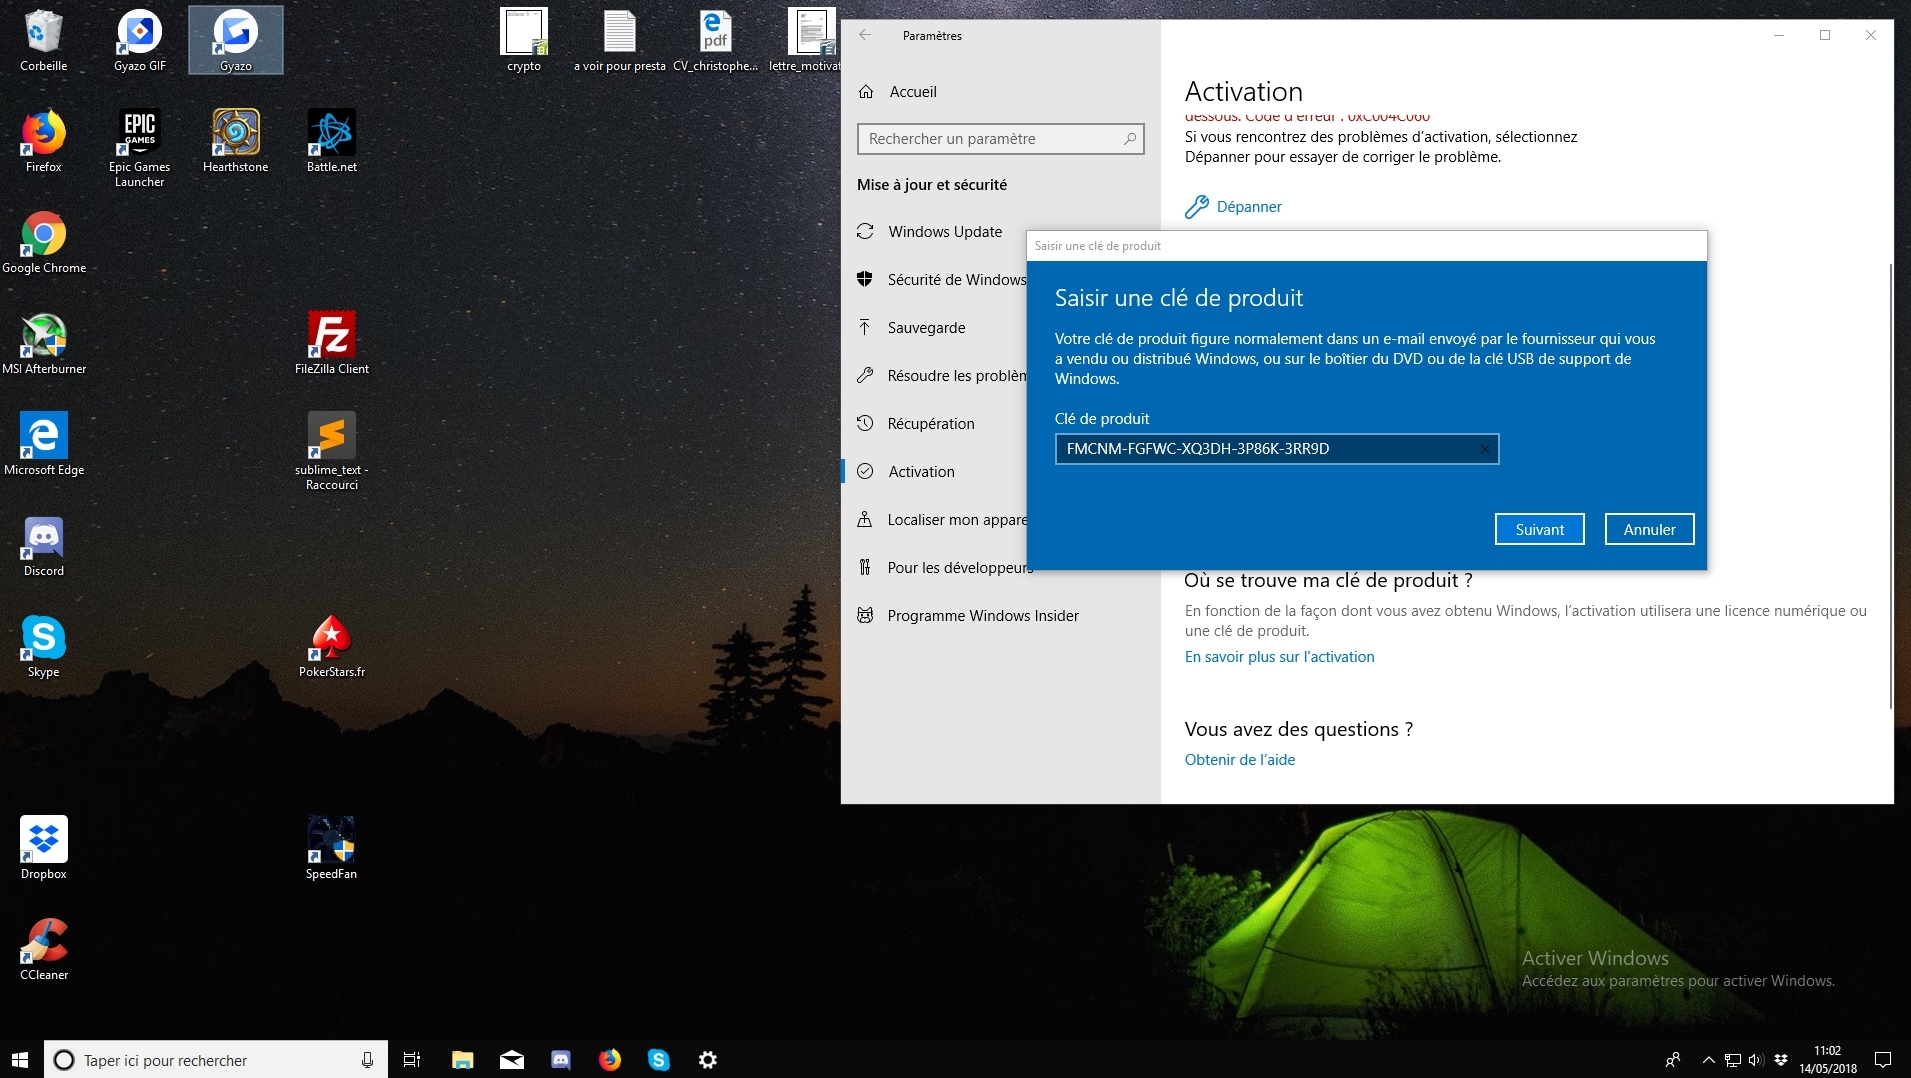 Corbeille
Gyazo GIF
Gyazo
crypto
a voir pour presta
CV_christophe...
lettre_motivat
Firefox
Epic Games
Launcher
Hearthstone
Battle.net
Google Chrome
MSI Afterburner
FileZilla Client
Microsoft Edge
sublime_text -
Raccourci
Discord
Skype
PokerStars.fr
Dropbox
SpeedFan
CCleaner
EPIC
GAMES
pdf
Paramètres
Accueil
Rechercher un paramètre
Mise à jour et sécurité
Windows Update
Sécurité de Windows
Sauvegarde
Résoudre les problèm
Récupération
Activation
Localiser mon appare
Pour les développeurs
Programme Windows Insider
Activation
dessous. Code d'erreur : 0xC004C060
Si vous rencontrez des problèmes d'activation, sélectionnez
Dépanner pour essayer de corriger le problème.
Dépanner
Saisir une clé de produit
Saisir une clé de produit
Votre clé de produit figure normalement dans un e-mail envoyé par le fournisseur qui vous
a vendu ou distribué Windows, ou sur le boîtier du DVD ou de la clé USB de support de
Windows.
Clé de produit
FMCNM-FGFWC-XQ3DH-3P86K-3RR9D
Suivant
Annuler
Où se trouve ma clé de produit ?
En fonction de la façon dont vous avez obtenu Windows, l'activation utilisera une licence numérique ou
une clé de produit.
En savoir plus sur l'activation
Vous avez des questions ?
Obtenir de l'aide
Activer Windows
Accédez aux paramètres pour activer Windows.
Taper ici pour rechercher
11:02
14/05/2018